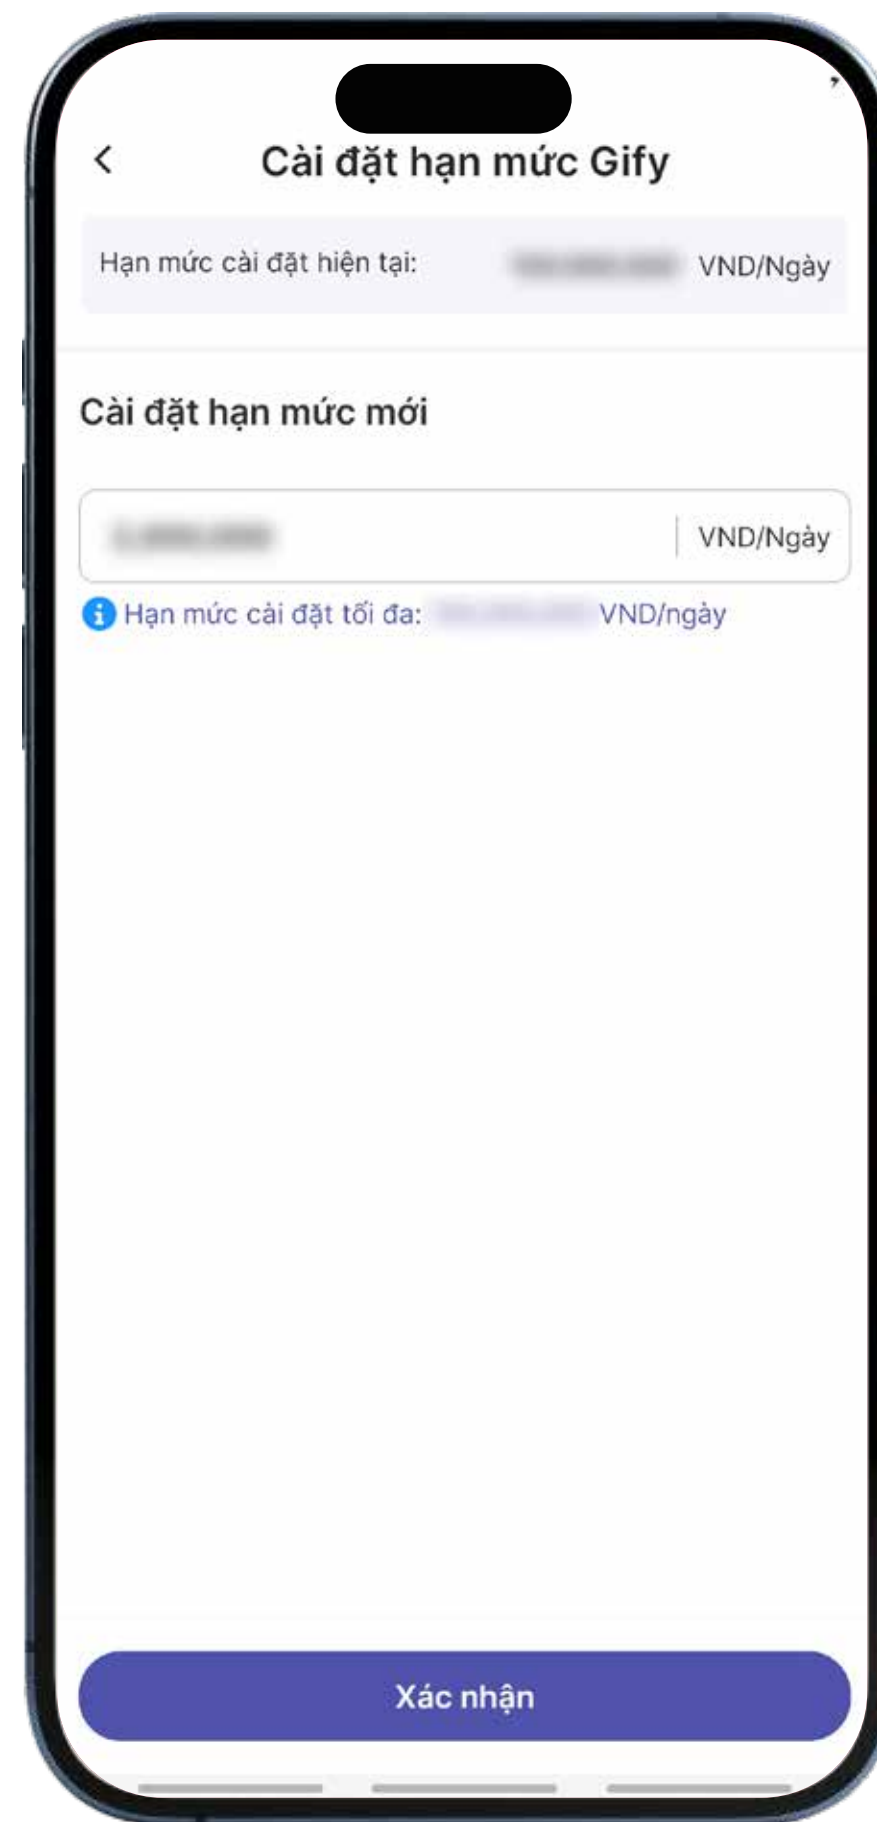 Cài đặt hạn mức Gify
Hạn mức cài đặt hiện tại: VND/Ngày
Cài đặt hạn mức mới
VND/Ngày
Hạn mức cài đặt tối đa: VND/ngày
Xác nhận